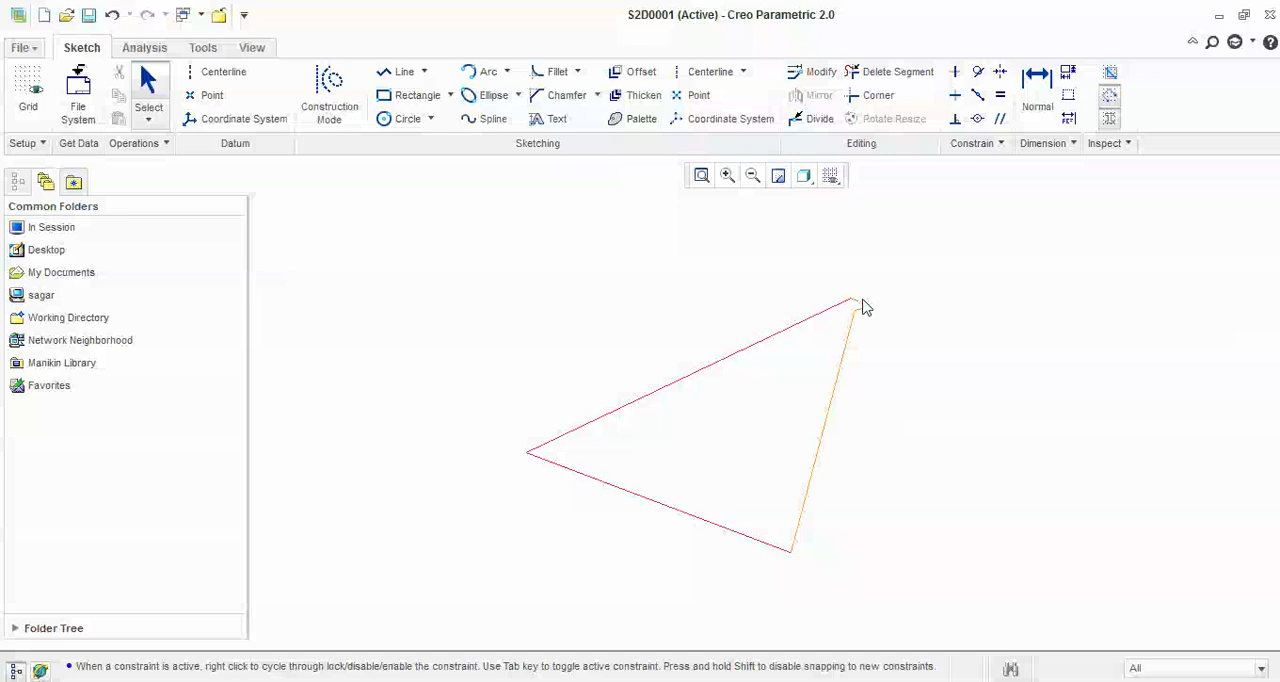 S2D0001 (Active) - Creo Parametric 2.0
File Sketch Analysis Tools View
Grid
File System
Select
Centerline
Point
Coordinate System
Construction Mode
Line
Rectangle
Circle
Arc
Ellipse
Spline
Fillet
Chamfer
Text
Offset
Thicken
Palette
Centerline
Point
Coordinate System
Modify
Mirror
Divide
Delete Segment
Corner
Rotate Resize
Normal
Setup Get Data Operations Datum Sketching Editing Constrain Dimension Inspect
Common Folders
In Session
Desktop
My Documents
sagar
Working Directory
Network Neighborhood
Manikin Library
Favorites
Folder Tree
When a constraint is active, right click to cycle through lock/disable/enable the constraint. Use Tab key to toggle active constraint. Press and hold Shift to disable snapping to new constraints.
All